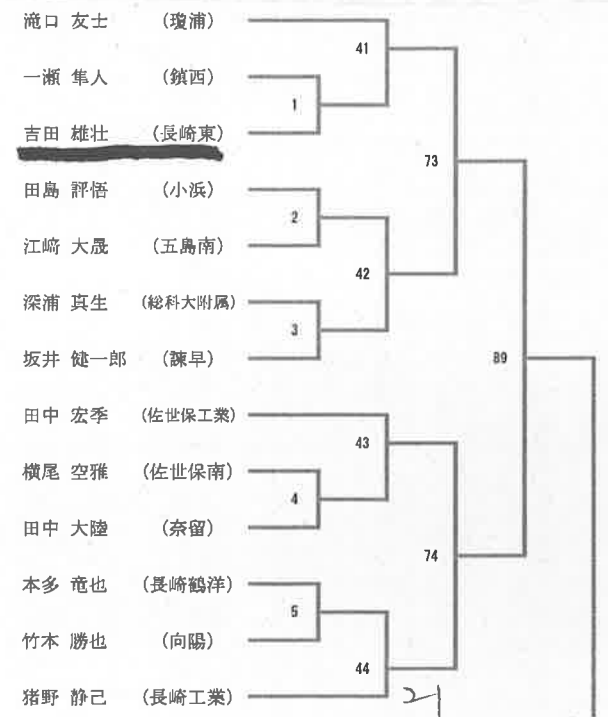 滝口 友士 (瓊浦)
41
一瀬 隼人 (鎮西)
1
吉田 雄壮 (長崎東)
73
田島 評悟 (小浜)
2
江﨑 大晟 (五島南)
42
深浦 真生 (総科大附属)
3
坂井 健一郎 (諫早)
89
田中 宏季 (佐世保工業)
43
横尾 空雅 (佐世保南)
4
田中 大陸 (奈留)
74
本多 竜也 (長崎鶴洋)
5
竹本 勝也 (向陽)
44
猪野 静己 (長崎工業)